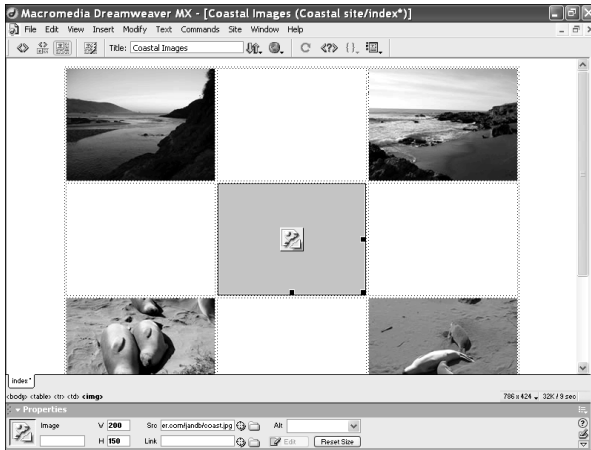 Macromedia Dreamweaver MX - [Coastal Images (Coastal site/index*)]
File Edit View Insert Modify Text Commands Site Window Help
Title: Coastal Images
index*
<body> <table> <tr> <td> <img>
786 x 424 32K / 9 sec
Properties
Image W 200 Src er.com/jandb/coast.jpg Alt
H 150 Link Edit Reset Size